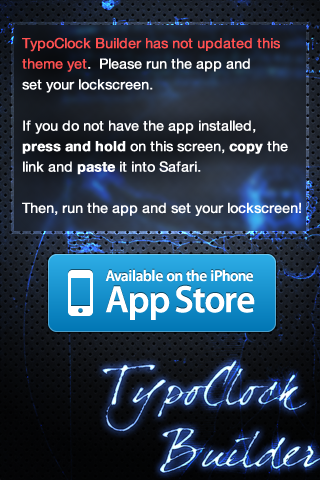 TypoClock Builder has not updated this
theme yet. Please run the app and
set your lockscreen.
If you do not have the app installed,
press and hold on this screen, copy the
link and paste it into Safari.
Then, run the app and set your lockscreen!
Available on the iPhone
App Store
TypoClock
Builder